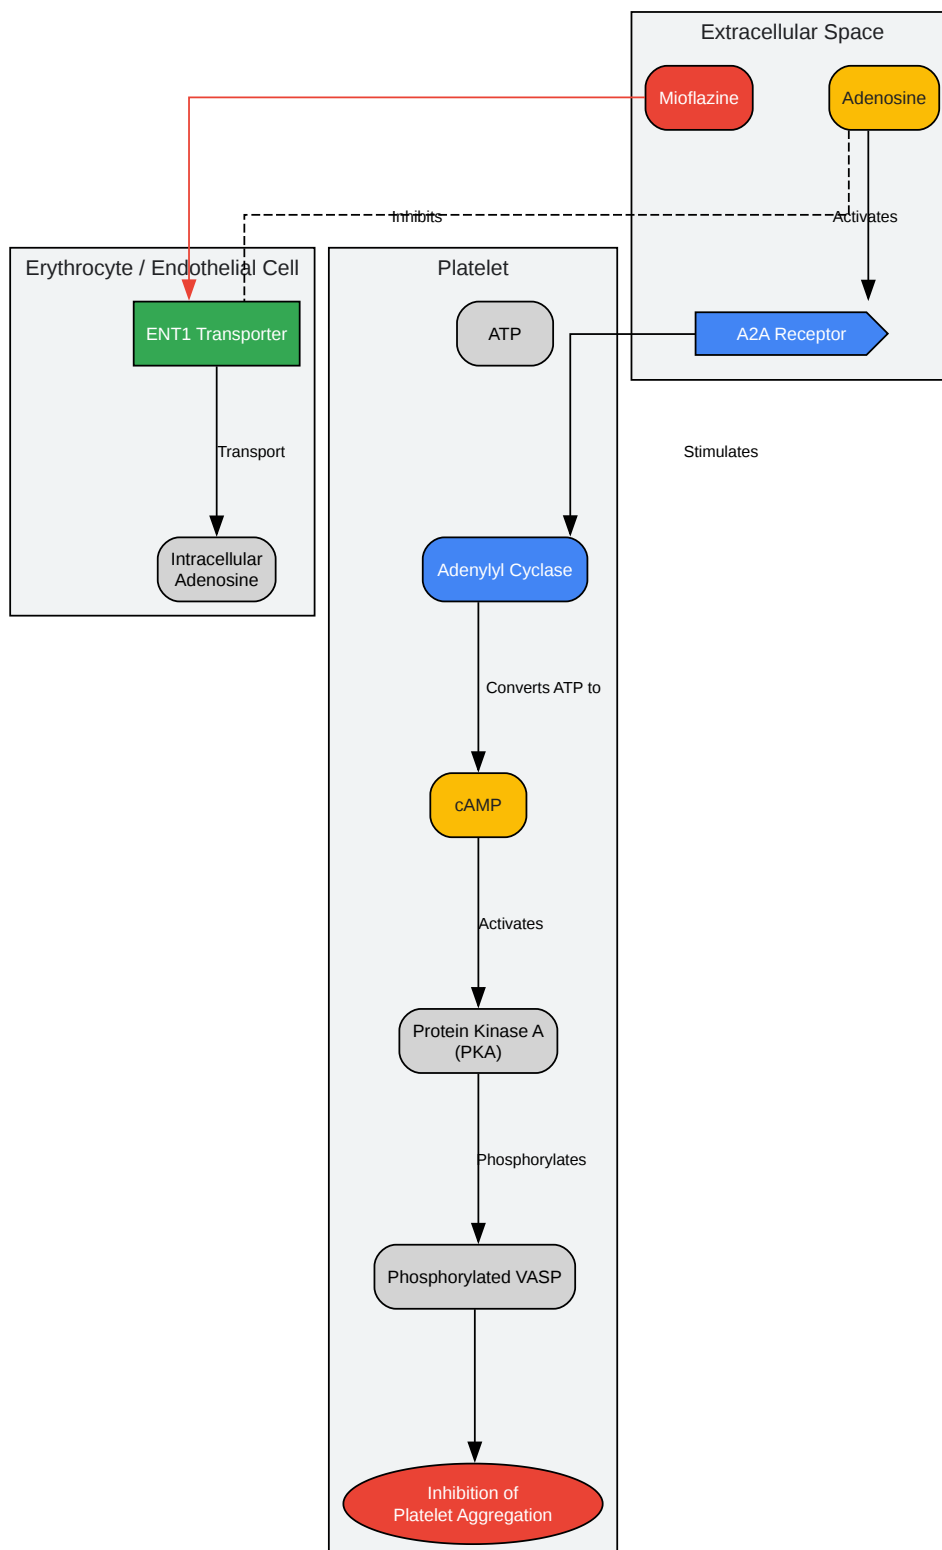 Extracellular Space
Mioflazine
Adenosine
Inhibits
Activates
Erythrocyte / Endothelial Cell
Platelet
ENT1 Transporter
ATP
A2A Receptor
Transport
Stimulates
Intracellular
Adenosine
Adenylyl Cyclase
Converts ATP to
cAMP
Activates
Protein Kinase A
(PKA)
Phosphorylates
Phosphorylated VASP
Inhibition of
Platelet Aggregation